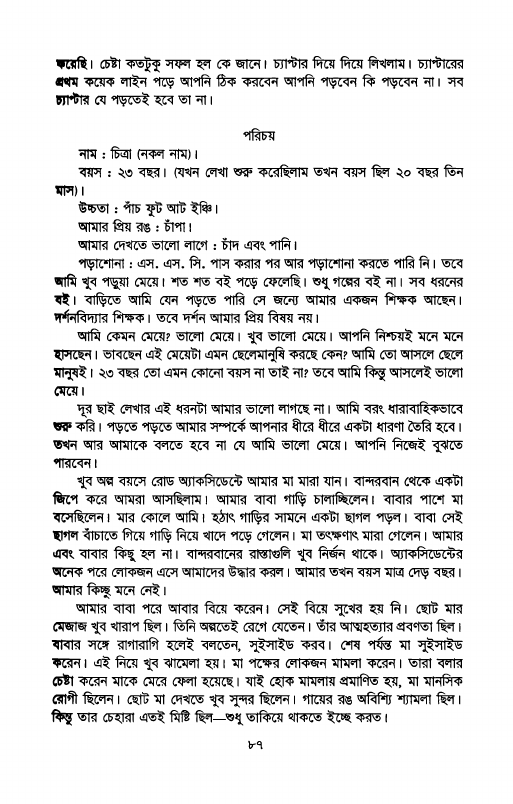 করেছি। চেষ্টা কতটুকু সফল হল কে জানে। চ্যাপ্টার দিয়ে দিয়ে লিখলাম। চ্যাপ্টারের
প্রথম কয়েক লাইন পড়ে আপনি ঠিক করবেন আপনি পড়বেন কি পড়বেন না। সব
চ্যাপ্টার যে পড়তেই হবে তা না।
পরিচয়
নাম : চিত্রা (নকল নাম)।
বয়স : ২৩ বছর। (যখন লেখা শুরু করেছিলাম তখন বয়স ছিল ২০ বছর তিন
মাস)।
উচ্চতা : পাঁচ ফুট আট ইঞ্চি।
আমার প্রিয় রঙ : চাঁপা।
আমার দেখতে ভালো লাগে : চাঁদ এবং পানি।
পড়াশোনা : এস. এস. সি. পাস করার পর আর পড়াশোনা করতে পারি নি। তবে
আমি খুব পড়ুয়া মেয়ে। শত শত বই পড়ে ফেলেছি। শুধু গল্পের বই না। সব ধরনের
বই। বাড়িতে আমি যেন পড়তে পারি সে জন্যে আমার একজন শিক্ষক আছেন।
দর্শনবিদ্যার শিক্ষক। তবে দর্শন আমার প্রিয় বিষয় নয়।
আমি কেমন মেয়ে? ভালো মেয়ে। খুব ভালো মেয়ে। আপনি নিশ্চয়ই মনে মনে
হাসছেন। ভাবছেন এই মেয়েটা এমন ছেলেমানুষি করছে কেন? আমি তো আসলে ছেলে
মানুষই। ২৩ বছর তো এমন কোনো বয়স না তাই না? তবে আমি কিন্তু আসলেই ভালো
মেয়ে।
দূর ছাই লেখার এই ধরনটা আমার ভালো লাগছে না। আমি বরং ধারাবাহিকভাবে
শুরু করি। পড়তে পড়তে আমার সম্পর্কে আপনার ধীরে ধীরে একটা ধারণা তৈরি হবে।
তখন আর আমাকে বলতে হবে না যে আমি ভালো মেয়ে। আপনি নিজেই বুঝতে
পারবেন।
খুব অল্প বয়সে রোড অ্যাকসিডেন্টে আমার মা মারা যান। বান্দরবান থেকে একটা
জিপে করে আমরা আসছিলাম। আমার বাবা গাড়ি চালাচ্ছিলেন। বাবার পাশে মা
বসেছিলেন। মার কোলে আমি। হঠাৎ গাড়ির সামনে একটা ছাগল পড়ল। বাবা সেই
ছাগল বাঁচাতে গিয়ে গাড়ি নিয়ে খাদে পড়ে গেলেন। মা তৎক্ষণাৎ মারা গেলেন। আমার
এবং বাবার কিছু হল না। বান্দরবানের রাস্তাগুলি খুব নির্জন থাকে। অ্যাকসিডেন্টের
অনেক পরে লোকজন এসে আমাদের উদ্ধার করল। আমার তখন বয়স মাত্র দেড় বছর।
আমার কিচ্ছু মনে নেই।
আমার বাবা পরে আবার বিয়ে করেন। সেই বিয়ে সুখের হয় নি। ছোট মার
মেজাজ খুব খারাপ ছিল। তিনি অল্পতেই রেগে যেতেন। তাঁর আত্মহত্যার প্রবণতা ছিল।
বাবার সঙ্গে রাগারাগি হলেই বলতেন, সুইসাইড করব। শেষ পর্যন্ত মা সুইসাইড
করেন। এই নিয়ে খুব ঝামেলা হয়। মা পক্ষের লোকজন মামলা করেন। তারা বলার
চেষ্টা করেন মাকে মেরে ফেলা হয়েছে। যাই হোক মামলায় প্রমাণিত হয়, মা মানসিক
রোগী ছিলেন। ছোট মা দেখতে খুব সুন্দর ছিলেন। গায়ের রঙ অবিশ্যি শ্যামলা ছিল।
কিন্তু তার চেহারা এতই মিষ্টি ছিল—শুধু তাকিয়ে থাকতে ইচ্ছে করত।
৮৭